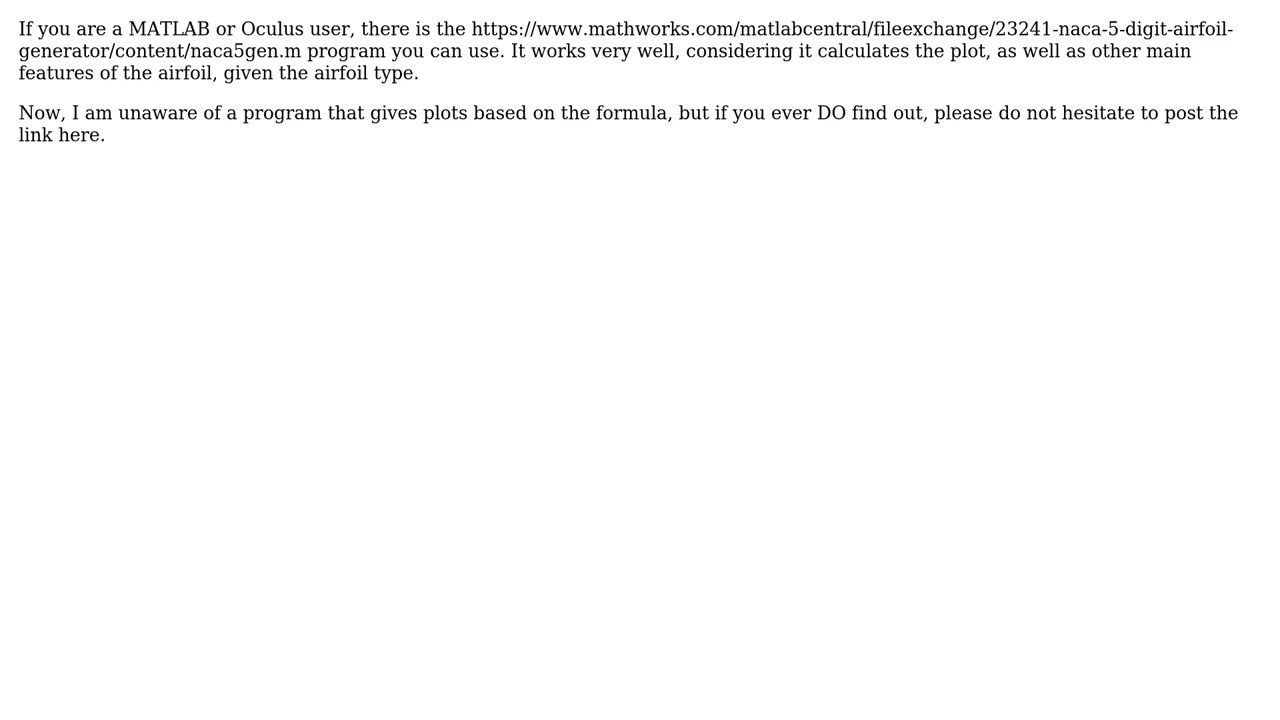 If you are a MATLAB or Oculus user, there is the https://www.mathworks.com/matlabcentral/fileexchange/23241-naca-5-digit-airfoil-
generator/content/naca5gen.m program you can use. It works very well, considering it calculates the plot, as well as other main
features of the airfoil, given the airfoil type.
Now, I am unaware of a program that gives plots based on the formula, but if you ever DO find out, please do not hesitate to post the
link here.